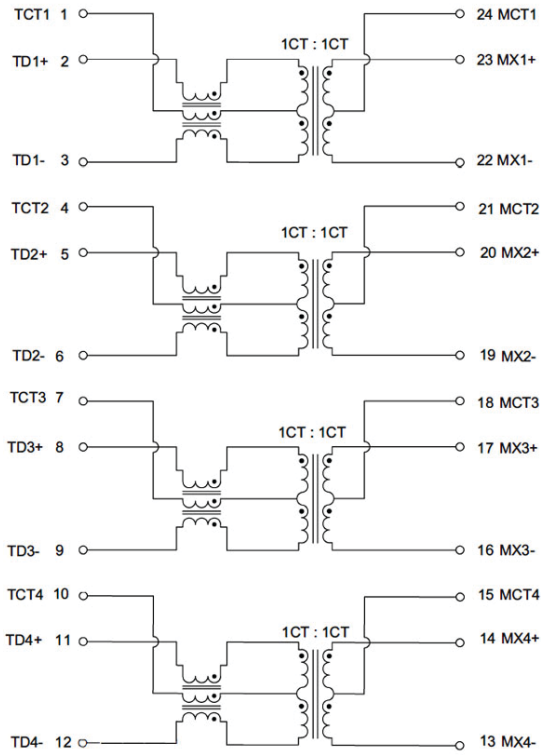 TCT1 1
24 MCT1
1CT : 1CT
TD1+ 2
23 MX1+
TD1- 3
22 MX1-
TCT2 4
21 MCT2
1CT : 1CT
TD2+ 5
20 MX2+
TD2- 6
19 MX2-
TCT3 7
18 MCT3
1CT : 1CT
TD3+ 8
17 MX3+
TD3- 9
16 MX3-
TCT4 10
15 MCT4
1CT : 1CT
TD4+ 11
14 MX4+
TD4- 12
13 MX4-